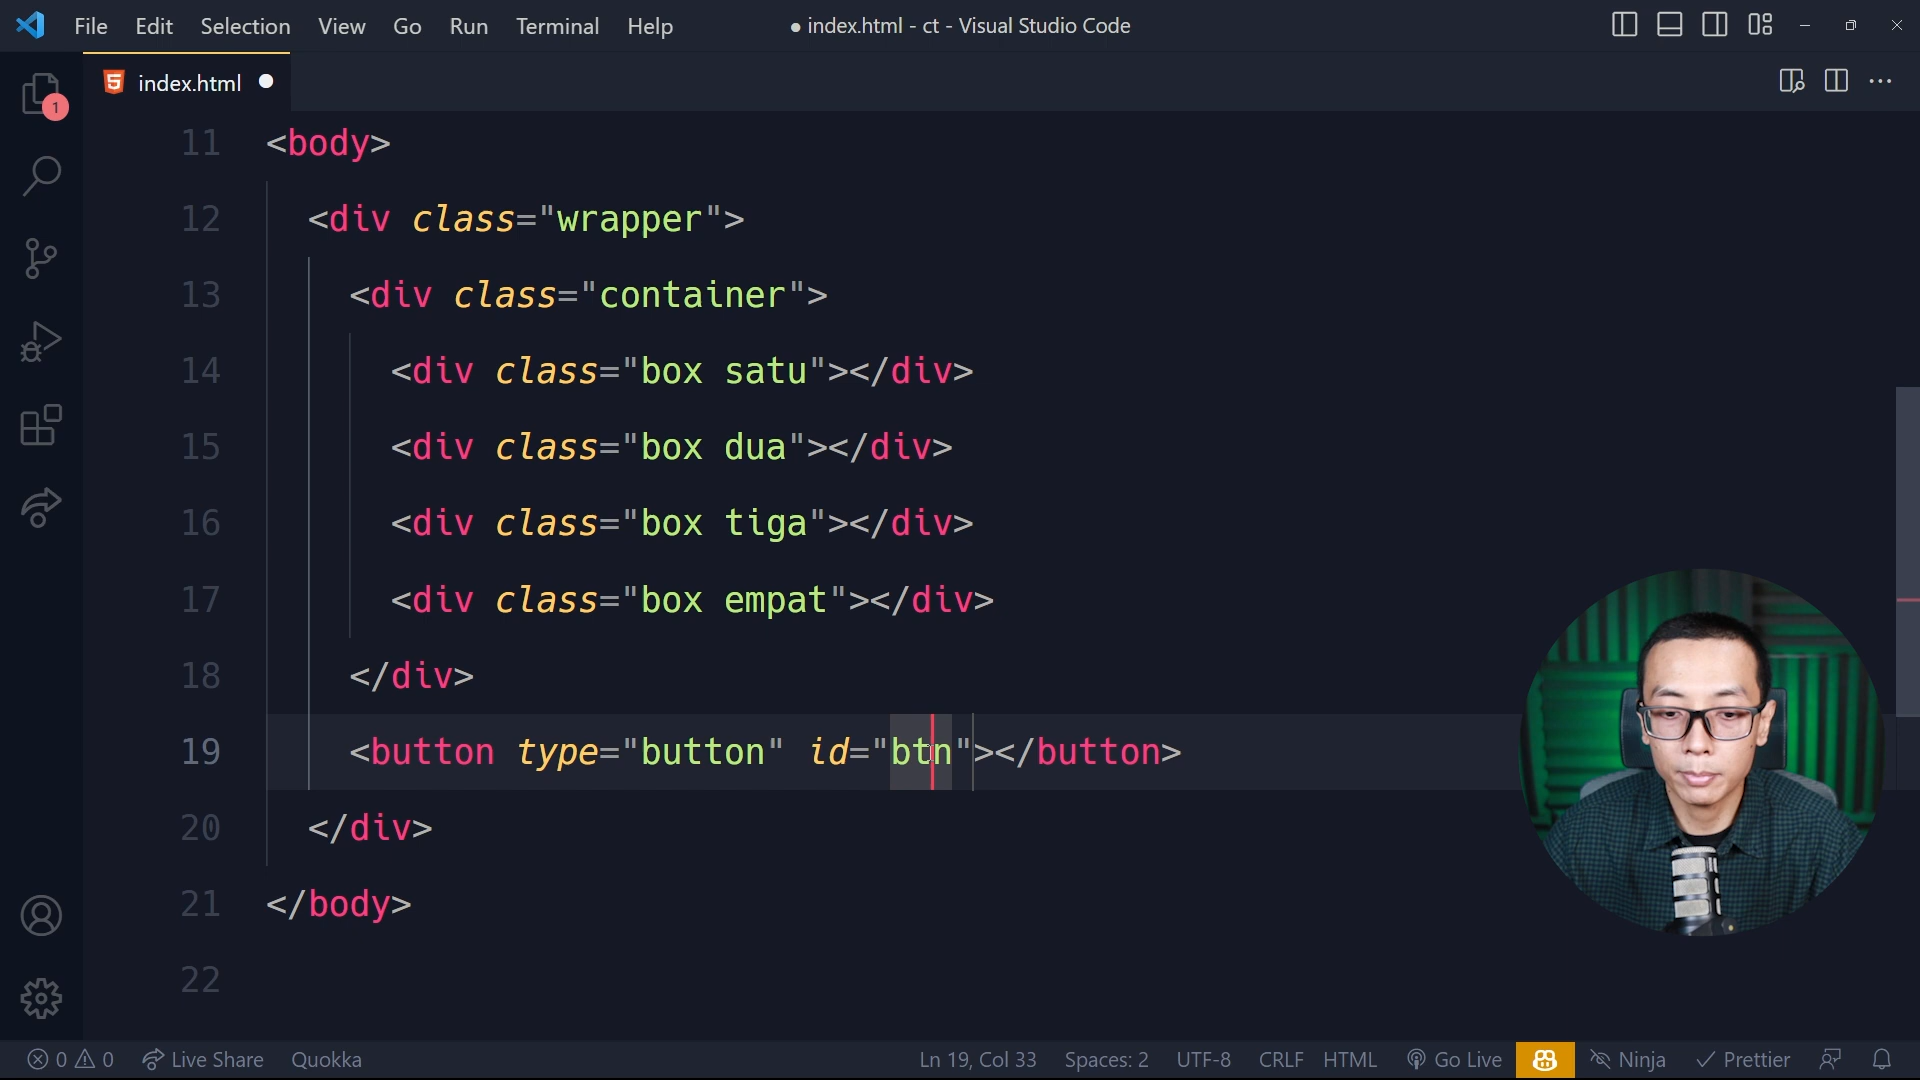 File Edit Selection View Go Run Terminal Help ● index.html - ct - Visual Studio Code
index.html
1
11 <body>
12 <div class="wrapper">
13 <div class="container">
14 <div class="box satu"></div>
15 <div class="box dua"></div>
16 <div class="box tiga"></div>
17 <div class="box empat"></div>
18 </div>
19 <button type="button" id="btn"></button>
20 </div>
21 </body>
22
0 0 Live Share Quokka Ln 19, Col 33 Spaces: 2 UTF-8 CRLF HTML Go Live Ninja Prettier